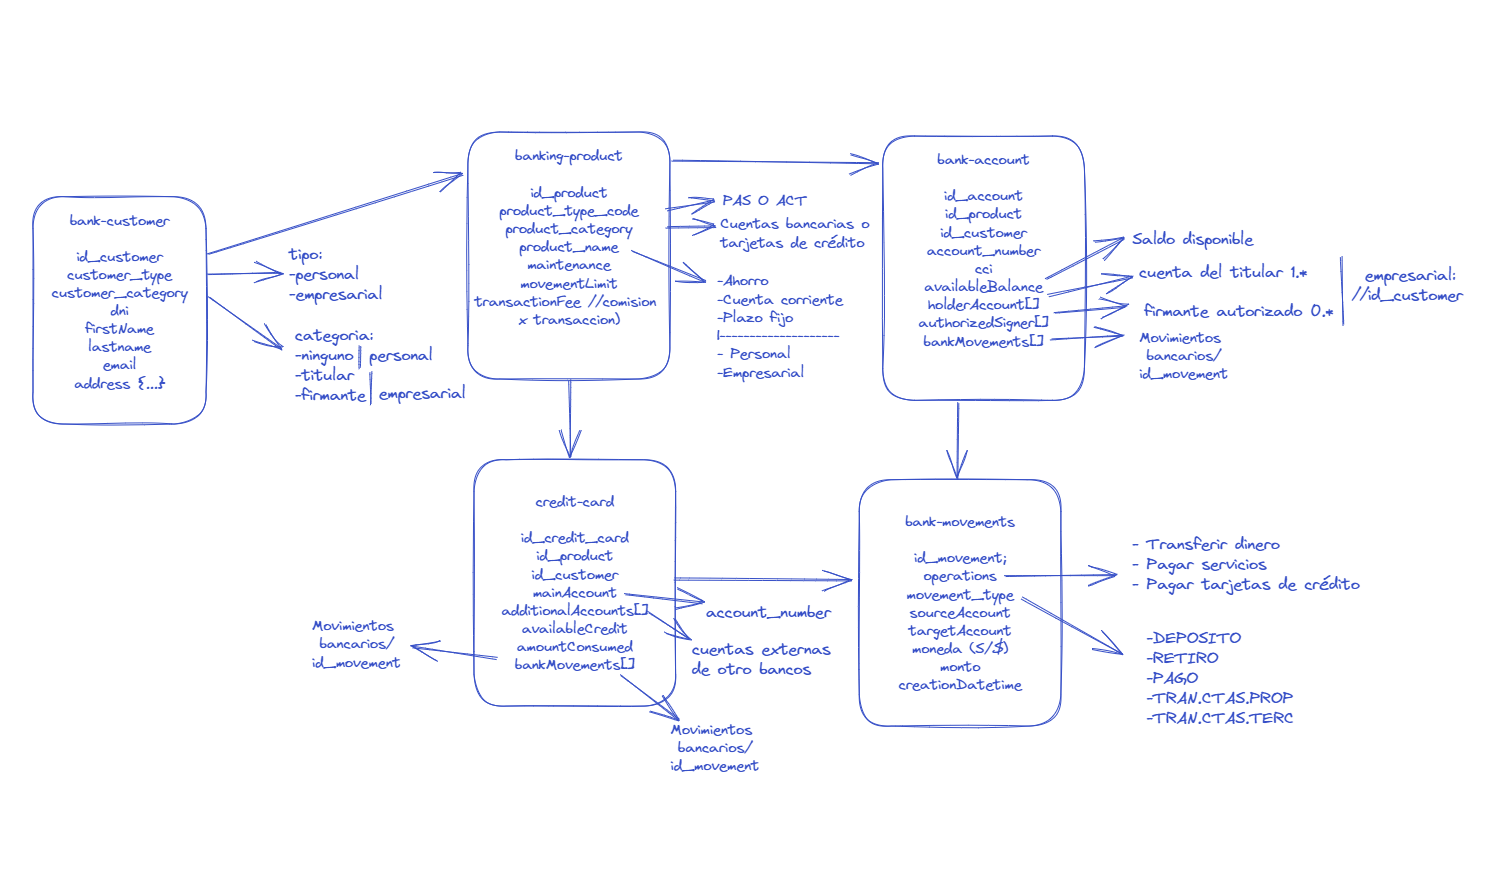 bank-customer
id_customer
customer_type
customer_category
dni
firstName
lastname
email
address {...}
tipo:
-personal
-empresarial
categoria:
-ninguno | personal
-titular
-firmante | empresarial
banking-product
id_product
product_type_code
product_category
product_name
maintenance
movementLimit
transactionFee //comision
x transaccion)
PAS O ACT
Cuentas bancarias o
tarjetas de crédito
-Ahorro
-Cuenta corriente
-Plazo fijo
|--------------------
- Personal
-Empresarial
bank-account
id_account
id_product
id_customer
account_number
cci
availableBalance
holderAccount[]
authorizedSigner[]
bankMovements[]
Saldo disponible
cuenta del titular 1.*
firmante autorizado 0.*
empresarial:
//id_customer
Movimientos
bancarios/
id_movement
credit-card
id_credit_card
id_product
id_customer
mainAccount
additionalAccounts[]
availableCredit
amountConsumed
bankMovements[]
account_number
cuentas externas
de otro bancos
Movimientos
bancarios/
id_movement
Movimientos
bancarios/
id_movement
bank-movements
id_movement;
operations
movement_type
sourceAccount
targetAccount
moneda (S/$)
monto
creationDatetime
- Transferir dinero
- Pagar servicios
- Pagar tarjetas de crédito
-DEPOSITO
-RETIRO
-PAGO
-TRAN.CTAS.PROP
-TRAN.CTAS.TERC